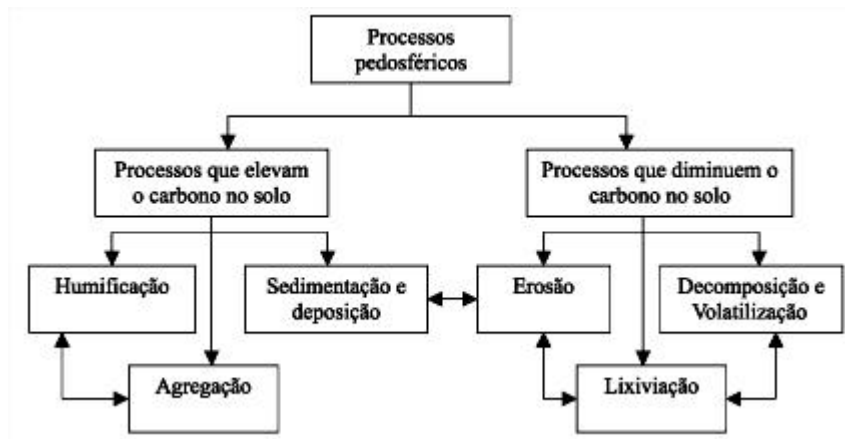 Processos
pedosféricos
Processos que elevam
o carbono no solo
Processos que diminuem o
carbono no solo
Humificação
Sedimentação e
deposição
Erosão
Decomposição e
Volatilização
Agregação
Lixiviação